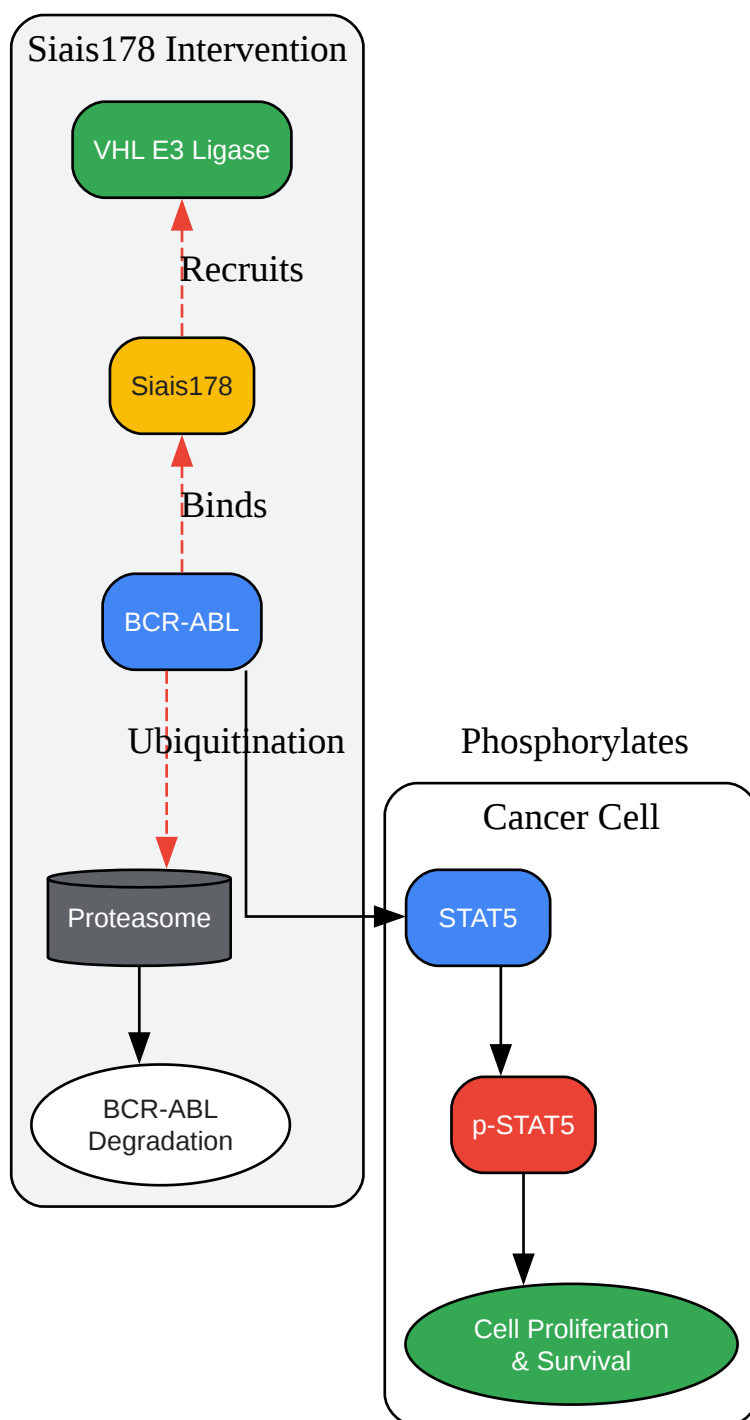 Siais178 Intervention
VHL E3 Ligase
Recruits
Siais178
Binds
BCR-ABL
Ubiquitination
Phosphorylates
Cancer Cell
Proteasome
STAT5
BCR-ABL
Degradation
p-STAT5
Cell Proliferation
& Survival